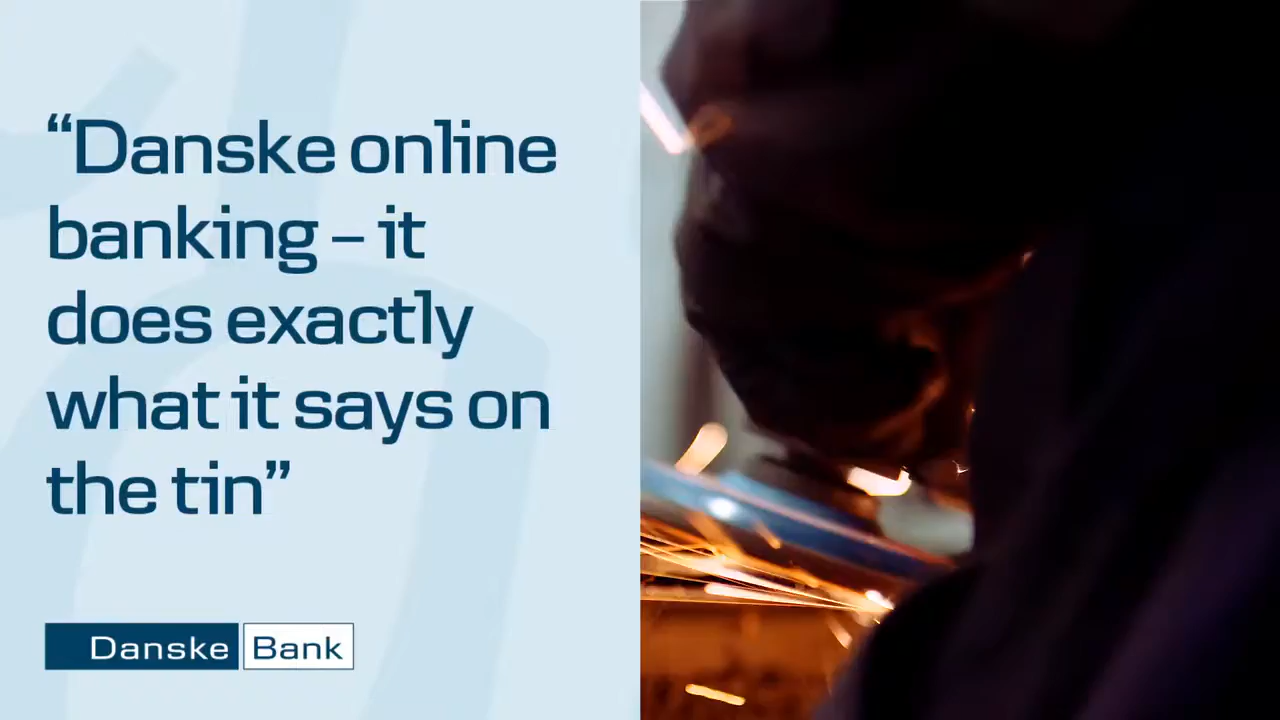 “Danske online
banking – it
does exactly
what it says on
the tin”
Danske Bank